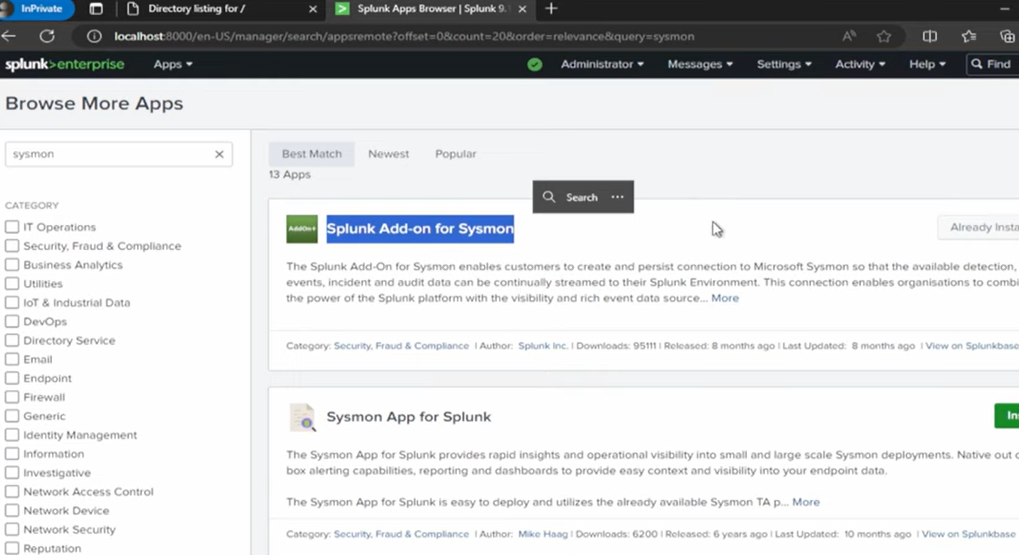 InPrivate
Directory listing for /
Splunk Apps Browser | Splunk 9.
localhost:8000/en-US/manager/search/appsremote?offset=0&count=20&order=relevance&query=sysmon
splunk>enterprise
Apps
Administrator
Messages
Settings
Activity
Help
Find
Browse More Apps
sysmon
Best Match
Newest
Popular
13 Apps
Search
CATEGORY
IT Operations
Security, Fraud & Compliance
Business Analytics
Utilities
IoT & Industrial Data
DevOps
Directory Service
Email
Endpoint
Firewall
Generic
Identity Management
Information
Investigative
Network Access Control
Network Device
Network Security
Reputation
AddOn+
Splunk Add-on for Sysmon
Already Insta
The Splunk Add-On for Sysmon enables customers to create and persist connection to Microsoft Sysmon so that the available detection,
events, incident and audit data can be continually streamed to their Splunk Environment. This connection enables organisations to combi
the power of the Splunk platform with the visibility and rich event data source... More
Category: Security, Fraud & Compliance | Author: Splunk Inc. | Downloads: 95111 | Released: 8 months ago | Last Updated: 8 months ago | View on Splunkbase
Sysmon App for Splunk
Ins
The Sysmon App for Splunk provides rapid insights and operational visibility into small and large scale Sysmon deployments. Native out o
box alerting capabilities, reporting and dashboards to provide easy context and visibility into your endpoint data.
The Sysmon App for Splunk is easy to deploy and utilizes the already available Sysmon TA p... More
Category: Security, Fraud & Compliance | Author: Mike Haag | Downloads: 6200 | Released: 6 years ago | Last Updated: 10 months ago | View on Splunkbase